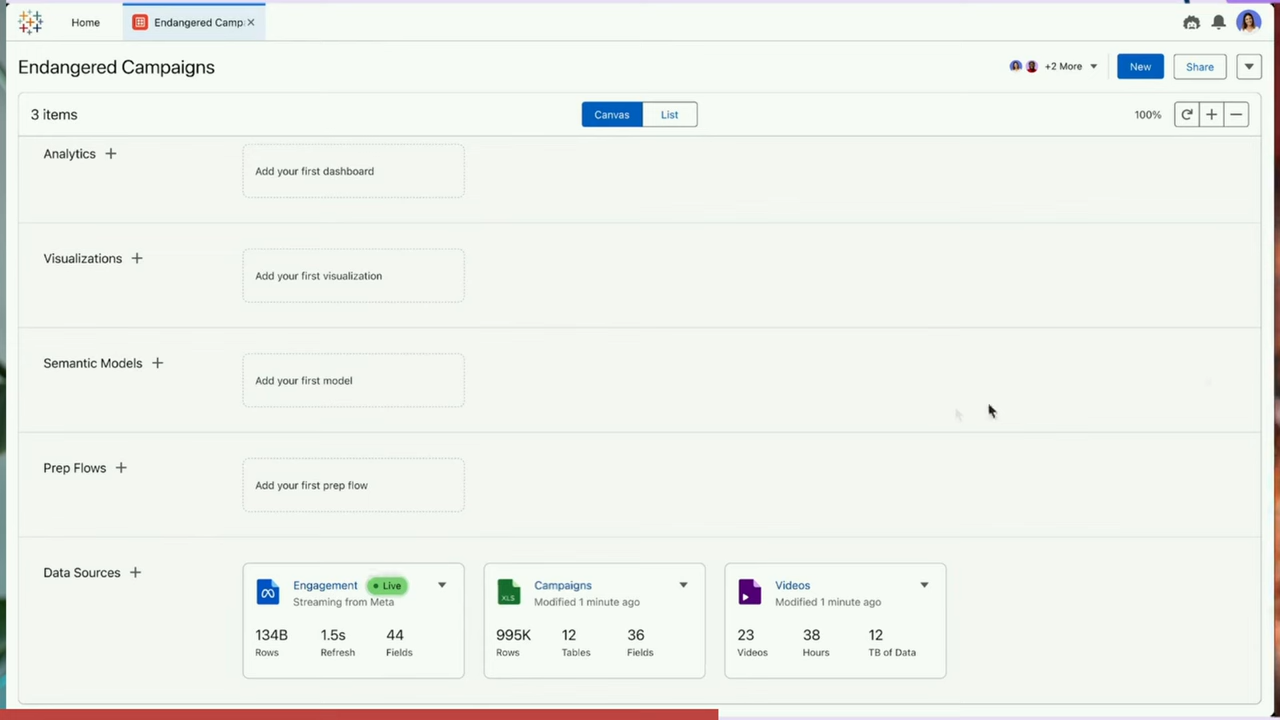 Home
Endangered Camp
Endangered Campaigns
+2 More
New
Share
3 items
Canvas
List
100%
Analytics
Add your first dashboard
Visualizations
Add your first visualization
Semantic Models
Add your first model
Prep Flows
Add your first prep flow
Data Sources
Engagement
Live
Streaming from Meta
134B
1.5s
44
Rows
Refresh
Fields
XLS
Campaigns
Modified 1 minute ago
995K
12
36
Rows
Tables
Fields
Videos
Modified 1 minute ago
23
38
12
Videos
Hours
TB of Data